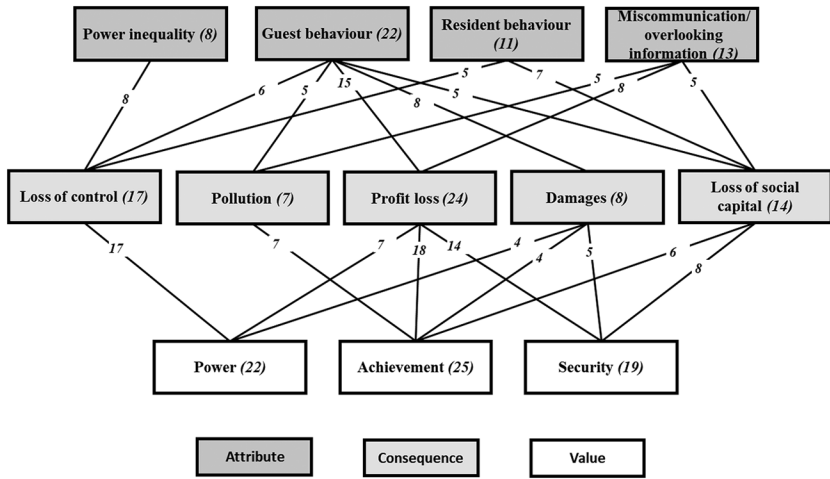 Power inequality (8)
Guest behaviour (22)
Resident behaviour
(11)
Miscommunication/
overlooking
information (13)
8
6
5
15
8
5
5
7
5
8
5
Loss of control (17)
Pollution (7)
Profit loss (24)
Damages (8)
Loss of social
capital (14)
17
7
7
18
14
4
4
5
6
8
Power (22)
Achievement (25)
Security (19)
Attribute
Consequence
Value